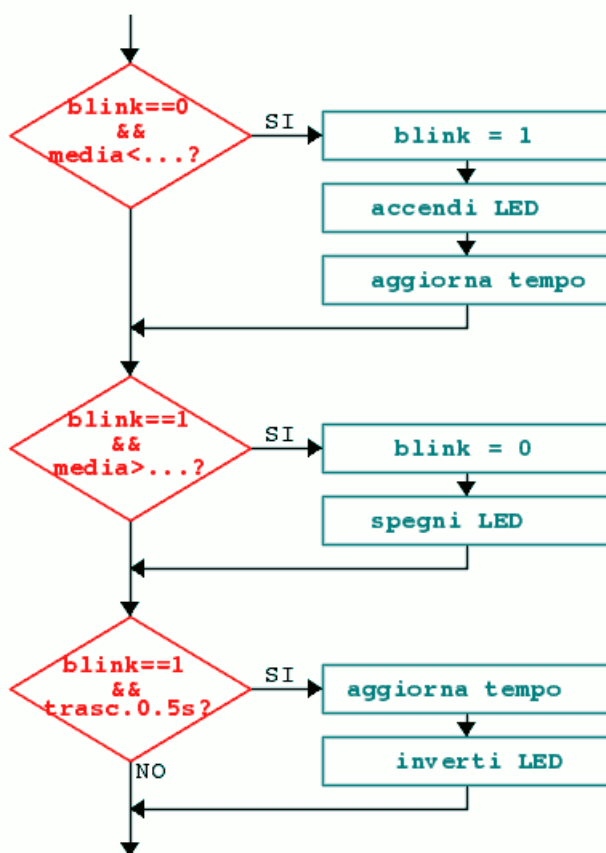 blink==0
&&
media<...?
SI
blink = 1
accendi LED
aggiorna tempo
blink==1
&&
media>...?
SI
blink = 0
spegni LED
blink==1
&&
trasc.0.5s?
SI
aggiorna tempo
inverti LED
NO